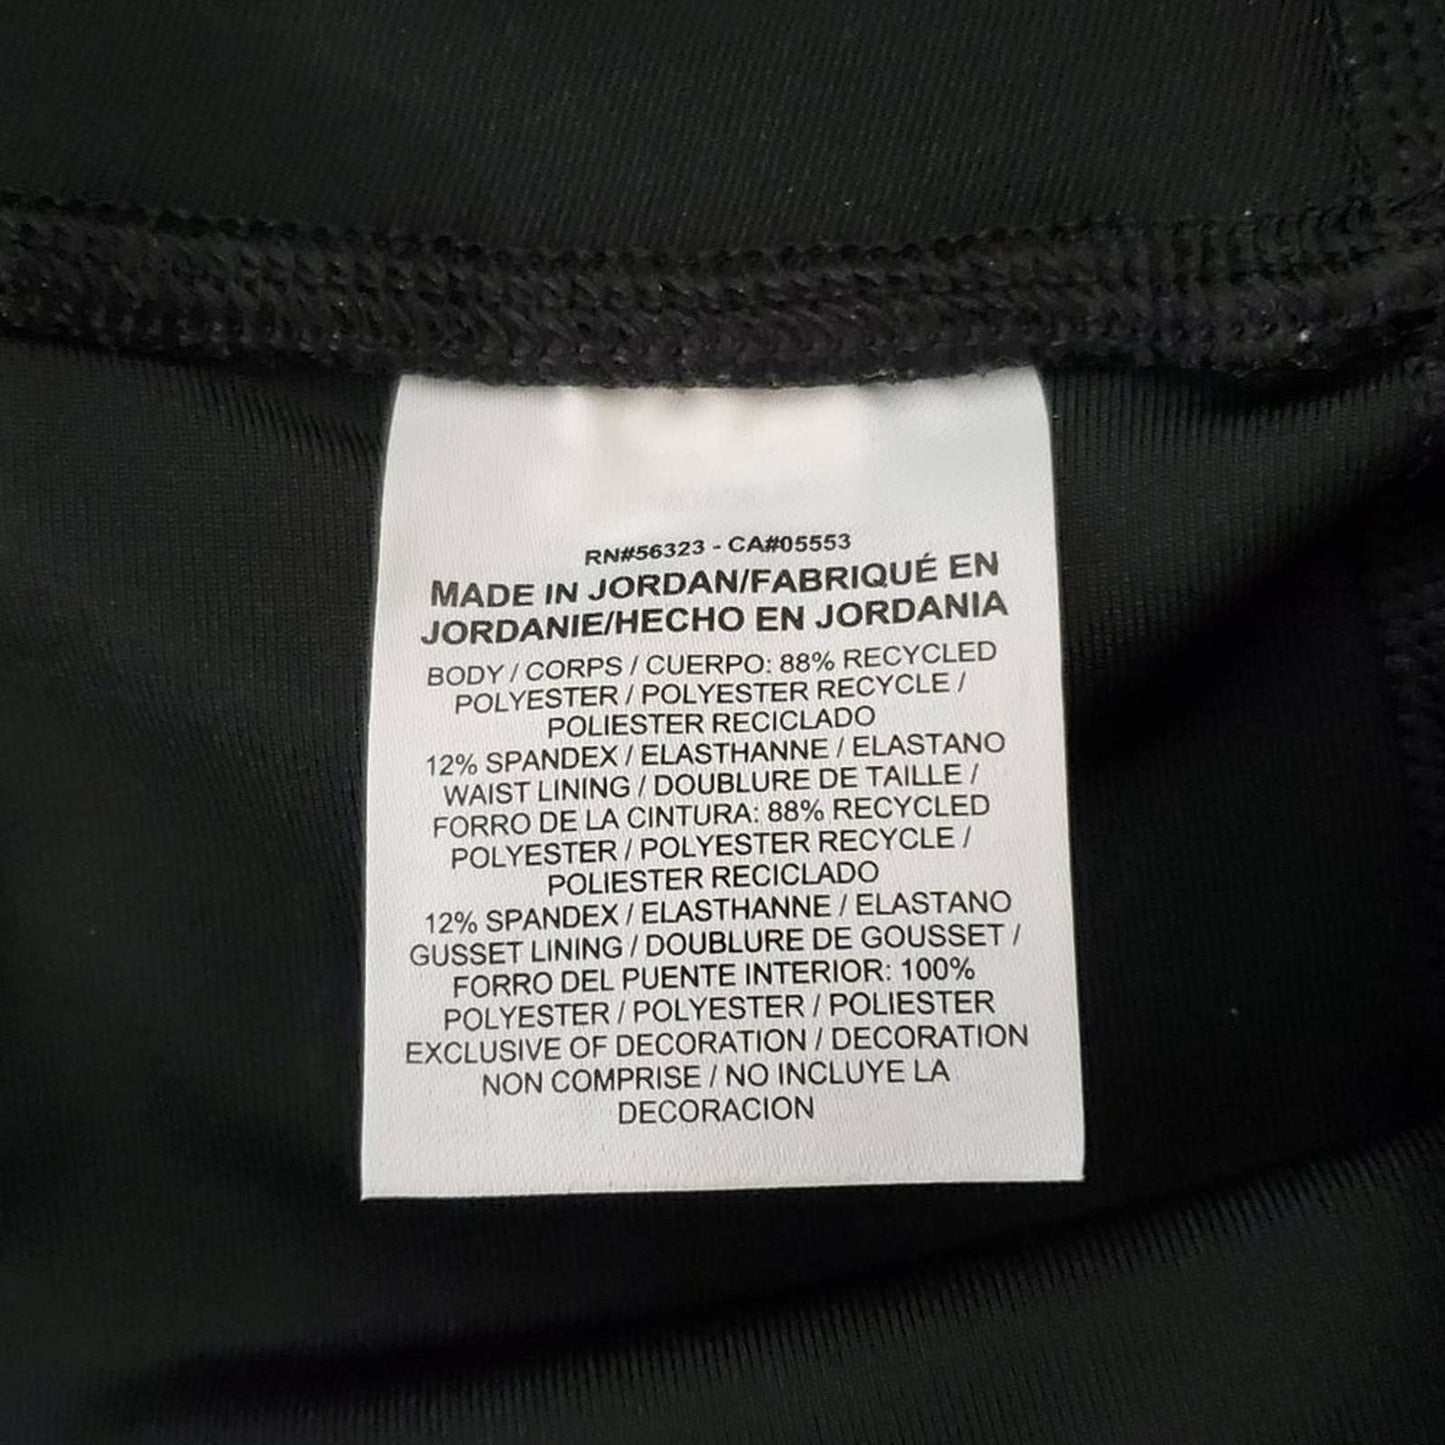 RN#56323 - CA#05553
MADE IN JORDAN/FABRIQUÉ EN
JORDANIE/HECHO EN JORDANIA
BODY / CORPS / CUERPO: 88% RECYCLED
POLYESTER / POLYESTER RECYCLE /
POLIESTER RECICLADO
12% SPANDEX / ELASTHANNE / ELASTANO
WAIST LINING / DOUBLURE DE TAILLE /
FORRO DE LA CINTURA: 88% RECYCLED
POLYESTER / POLYESTER RECYCLE /
POLIESTER RECICLADO
12% SPANDEX / ELASTHANNE / ELASTANO
GUSSET LINING / DOUBLURE DE GOUSSET /
FORRO DEL PUENTE INTERIOR: 100%
POLYESTER / POLYESTER / POLIESTER
EXCLUSIVE OF DECORATION / DECORATION
NON COMPRISE / NO INCLUYE LA
DECORACION